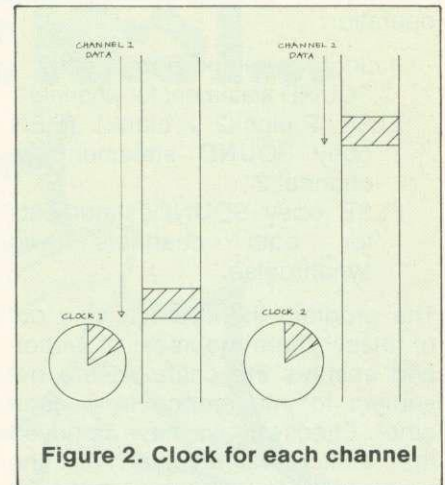 CHANNEL 1
DATA
CHANNEL 2
DATA
CLOCK 1
CLOCK 2
Figure 2. Clock for each channel